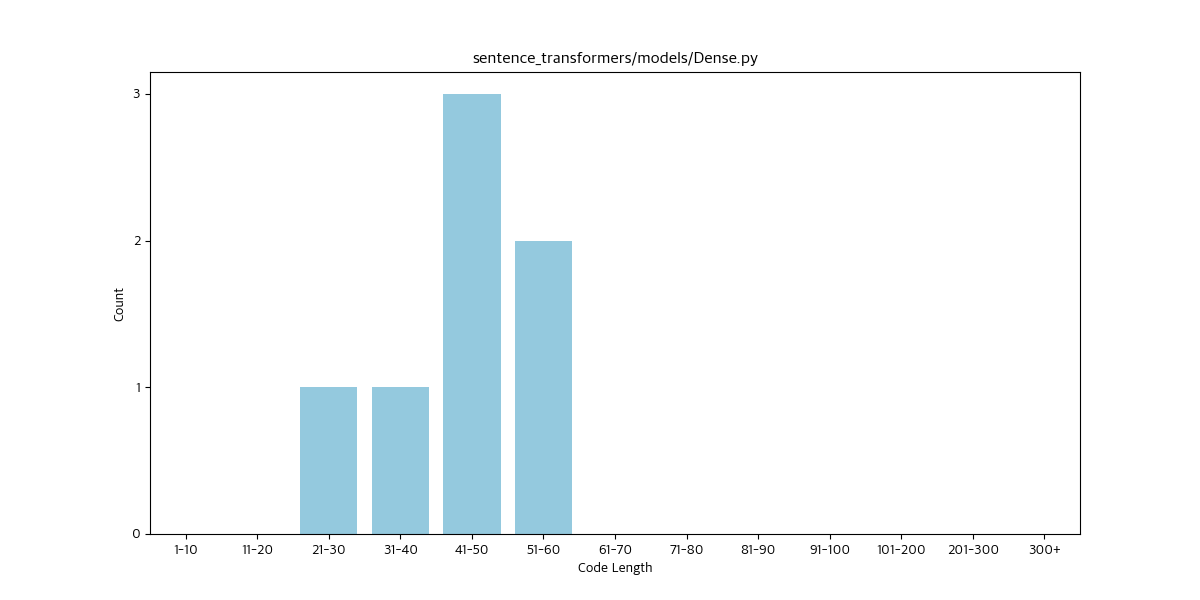 sentence_transformers/models/Dense.py
3
2
1
0
Count
1-10 11-20 21-30 31-40 41-50 51-60 61-70 71-80 81-90 91-100 101-200 201-300 300+
Code Length